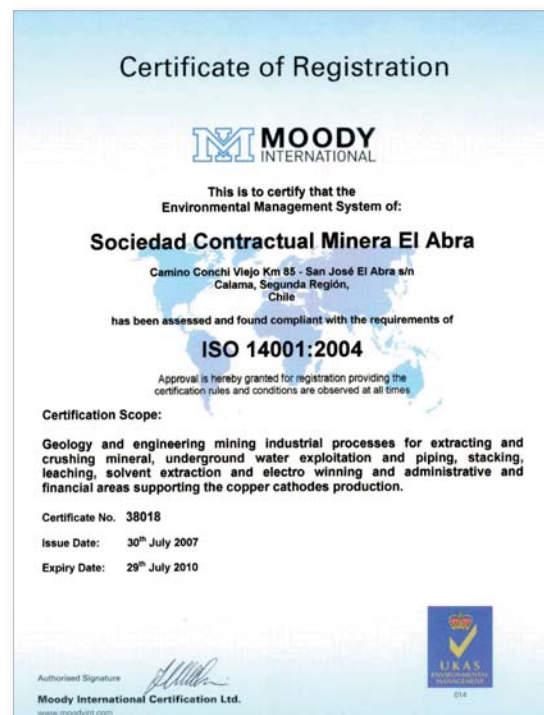 Certificate of Registration
MOODY
INTERNATIONAL
This is to certify that the
Environmental Management System of:
Sociedad Contractual Minera El Abra
Camino Conchi Viejo Km 85 - San José El Abra s/n
Calama, Segunda Región,
Chile
has been assessed and found compliant with the requirements of
ISO 14001:2004
Approval is hereby granted for registration providing the
certification rules and conditions are observed at all times
Certification Scope:
Geology and engineering mining industrial processes for extracting and
crushing mineral, underground water exploitation and piping, stacking,
leaching, solvent extraction and electro winning and administrative and
financial areas supporting the copper cathodes production.
Certificate No. 38018
Issue Date: 30th July 2007
Expiry Date: 29th July 2010
UKAS
ENVIRONMENTAL
MANAGEMENT
014
Authorised Signature
Moody International Certification Ltd.
www.moodyint.com